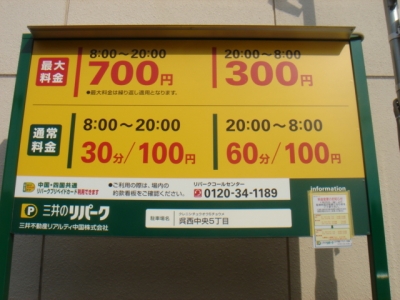 最大料金
8:00～20:00
700円
20:00～8:00
300円
●最大料金は繰り返し適用となります。
通常料金
8:00～20:00
30分/100円
20:00～8:00
60分/100円
中国・四国共通
リパークプリペイドカード利用できます
●ご利用の際は、場内の
約款看板をご確認ください。
リパークコールセンター
0120-34-1189
P 三井のリパーク
三井不動産リアルティ中国株式会社
駐車場名
呉西中央5丁目
Information